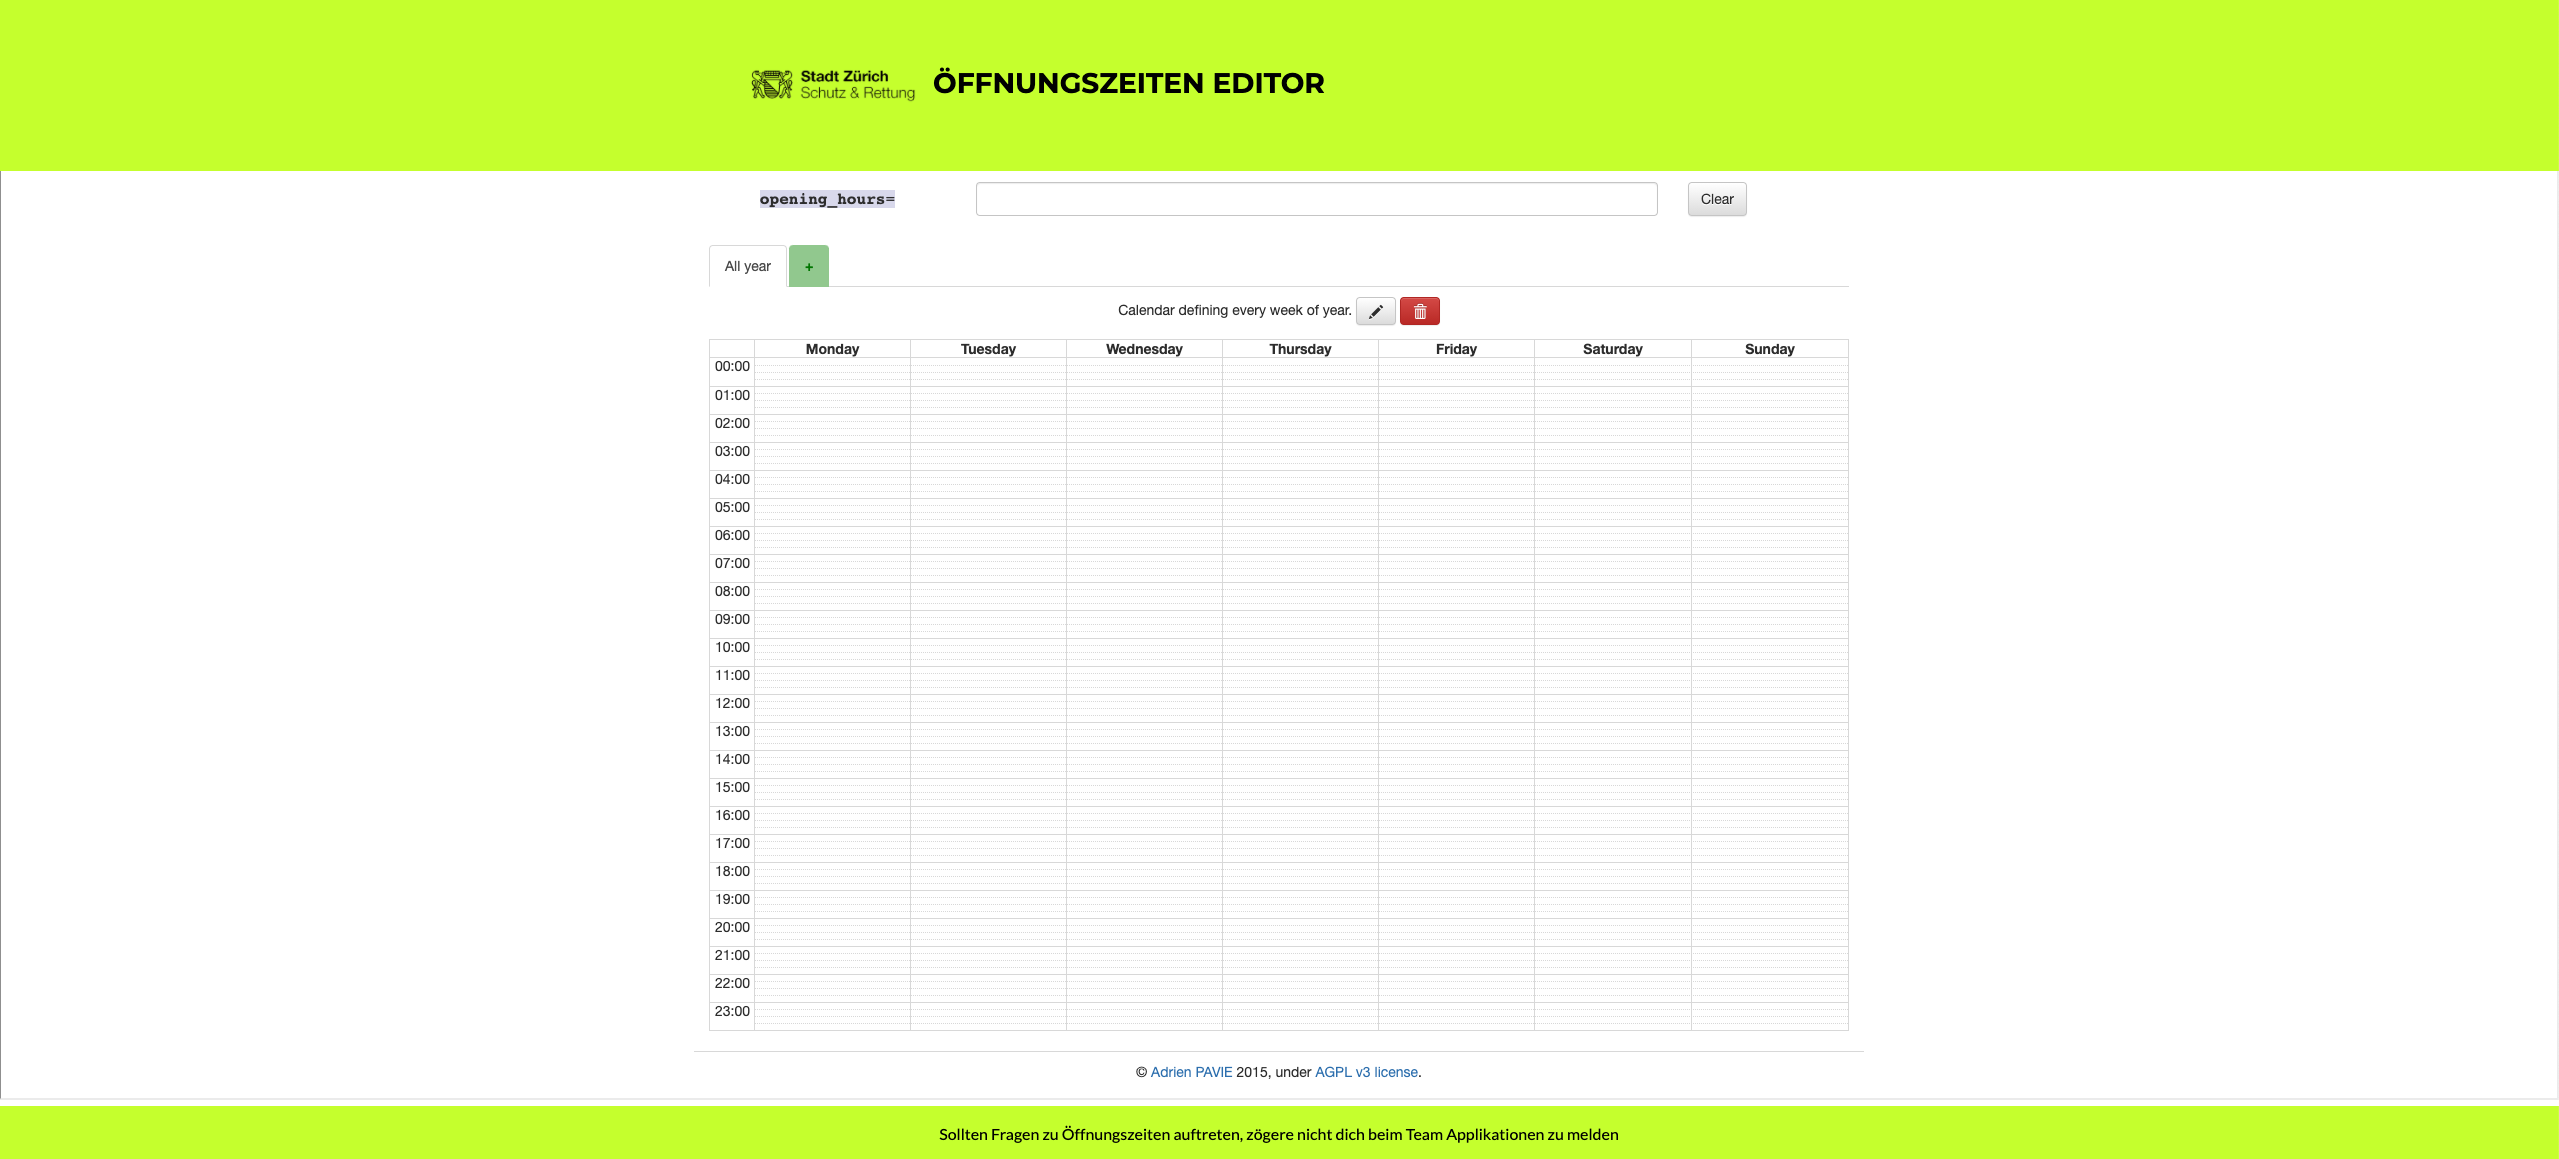 Stadt Zürich
Schutz & Rettung
ÖFFNUNGSZEITEN EDITOR
opening_hours=
Clear
All year
+
Calendar defining every week of year.
Monday Tuesday Wednesday Thursday Friday Saturday Sunday
00:00
01:00
02:00
03:00
04:00
05:00
06:00
07:00
08:00
09:00
10:00
11:00
12:00
13:00
14:00
15:00
16:00
17:00
18:00
19:00
20:00
21:00
22:00
23:00
© Adrien PAVIE 2015, under AGPL v3 license.
Sollten Fragen zu Öffnungszeiten auftreten, zögere nicht dich beim Team Applikationen zu melden